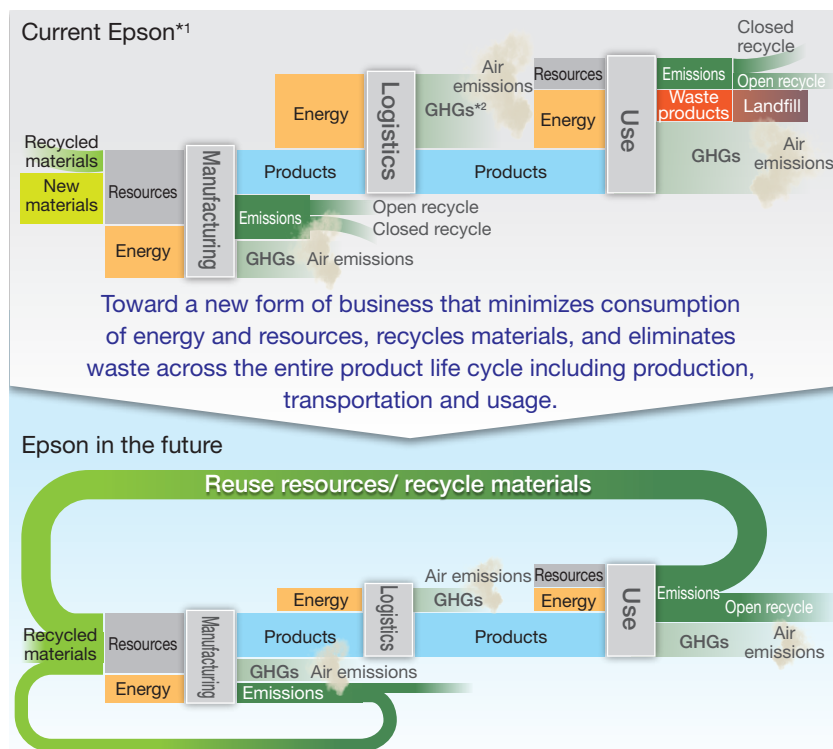 Current Epson*1
Closed
recycle
Air
emissions
Resources
Emissions
Open recycle
Energy
Logistics
GHGs*2
Energy
Use
Waste
products
Landfill
Recycled
materials
Manufacturing
Products
Products
GHGs
Air
emissions
New
materials
Resources
Emissions
Open recycle
Closed recycle
Energy
GHGs
Air emissions
Toward a new form of business that minimizes consumption
of energy and resources, recycles materials, and eliminates
waste across the entire product life cycle including production,
transportation and usage.
Epson in the future
Reuse resources/ recycle materials
Air emissions
Resources
Emissions
Energy
Logistics
GHGs
Energy
Use
Open recycle
Recycled
materials
Resources
Manufacturing
Products
Products
GHGs
Air
emissions
GHGs
Air emissions
Energy
Emissions